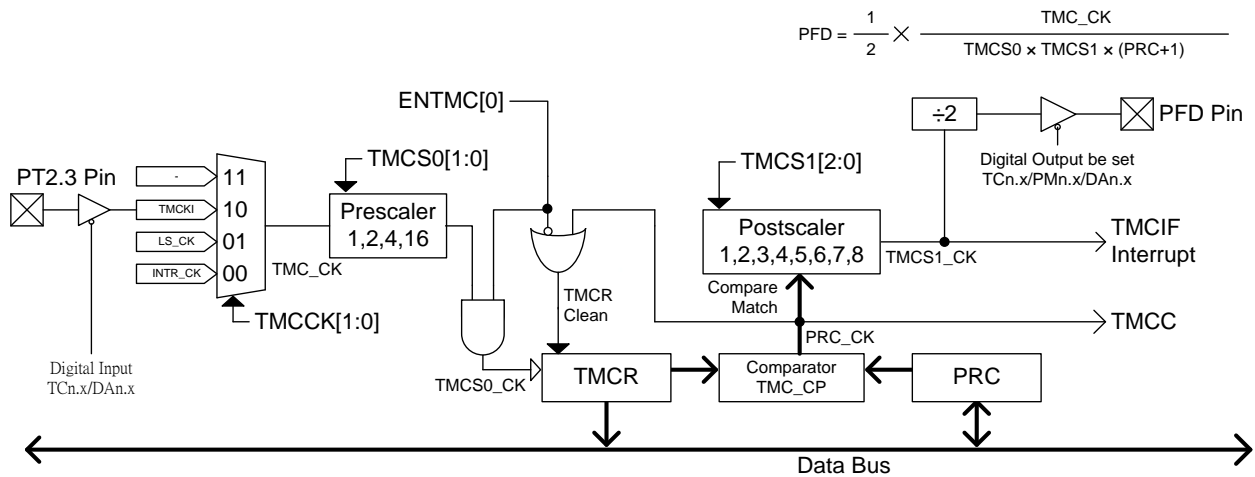 PFD = 1/2 × TMC_CK / TMCS0 × TMCS1 × (PRC+1)
ENTMC[0]
÷2
PFD Pin
Digital Output be set
TCn.x/PMn.x/DAn.x
TMCS0[1:0]
TMCS1[2:0]
PT2.3 Pin
- 11
TMCKI 10
LS_CK 01
INTR_CK 00
TMC_CK
TMCCK[1:0]
Prescaler
1,2,4,16
Postscaler
1,2,3,4,5,6,7,8
TMCS1_CK
TMCIF
Interrupt
TMCR
Clean
Compare
Match
PRC_CK
TMCC
Digital Input
TCn.x/DAn.x
TMCS0_CK
TMCR
Comparator
TMC_CP
PRC
Data Bus